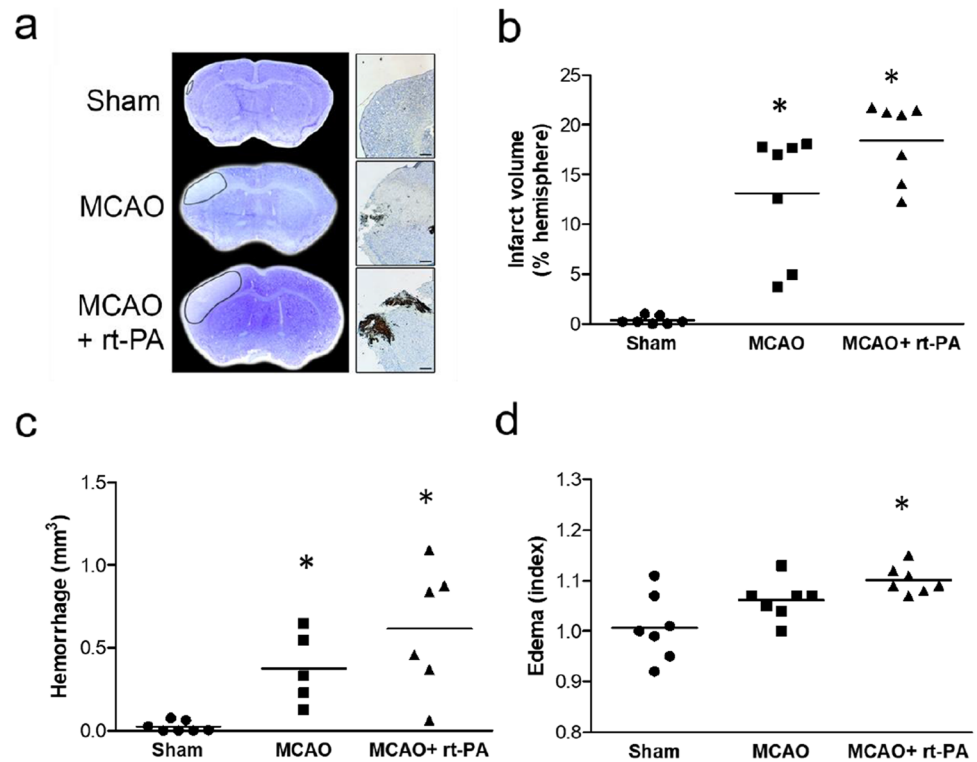 a
Sham
MCAO
MCAO
+ rt-PA
b
Infarct volume
(% hemisphere)
25
20
15
10
5
0
*
*
Sham
MCAO
MCAO+ rt-PA
c
Hemorrhage (mm³)
1.5
1.0
0.5
0.0
*
*
Sham
MCAO
MCAO+ rt-PA
d
Edema (index)
1.3
1.2
1.1
1.0
0.9
0.8
*
Sham
MCAO
MCAO+ rt-PA